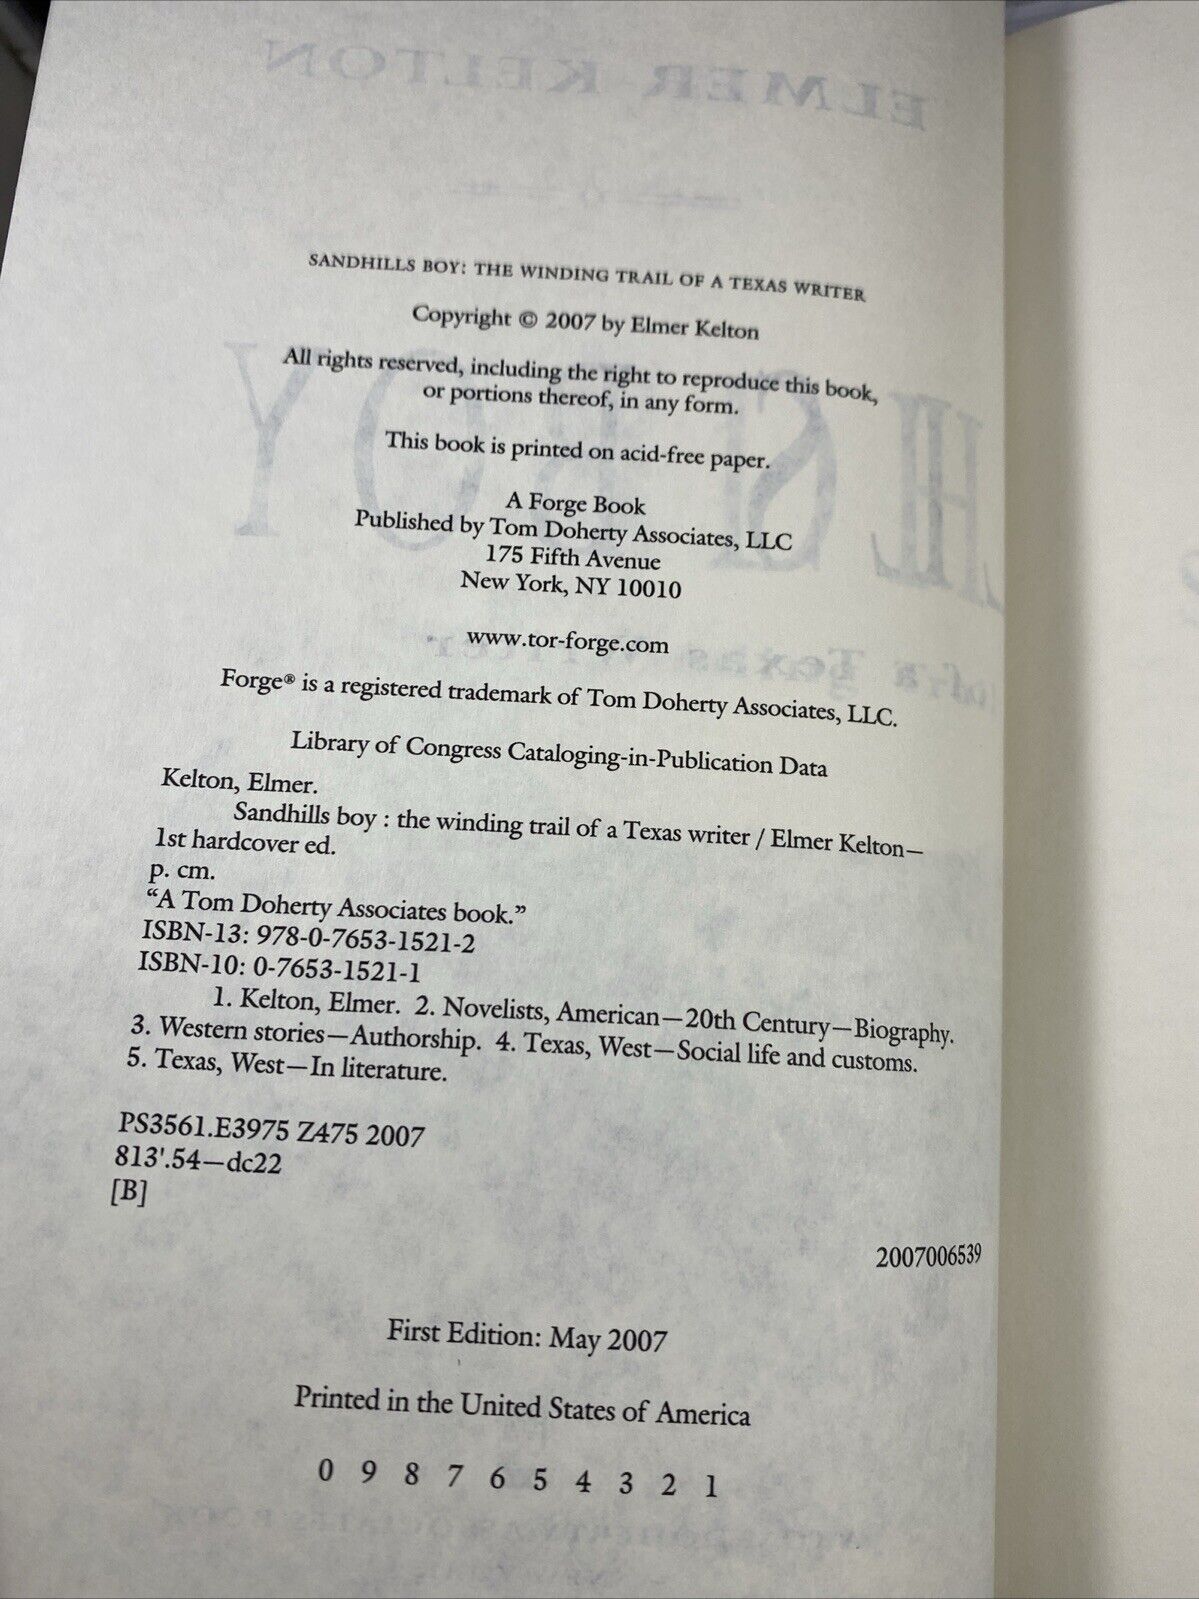 ELMER KELTON
SANDHILLS BOY: THE WINDING TRAIL OF A TEXAS WRITER
Copyright © 2007 by Elmer Kelton
All rights reserved, including the right to reproduce this book,
or portions thereof, in any form.
This book is printed on acid-free paper.
A Forge Book
Published by Tom Doherty Associates, LLC
175 Fifth Avenue
New York, NY 10010
www.tor-forge.com
Forge® is a registered trademark of Tom Doherty Associates, LLC.
Library of Congress Cataloging-in-Publication Data
Kelton, Elmer.
Sandhills boy : the winding trail of a Texas writer / Elmer Kelton—
1st hardcover ed.
p. cm.
“A Tom Doherty Associates book.”
ISBN-13: 978-0-7653-1521-2
ISBN-10: 0-7653-1521-1
1. Kelton, Elmer. 2. Novelists, American—20th Century—Biography.
3. Western stories—Authorship. 4. Texas, West—Social life and customs.
5. Texas, West—In literature.
PS3561.E3975 Z475 2007
813'.54—dc22
[B]
2007006539
First Edition: May 2007
Printed in the United States of America
0 9 8 7 6 5 4 3 2 1